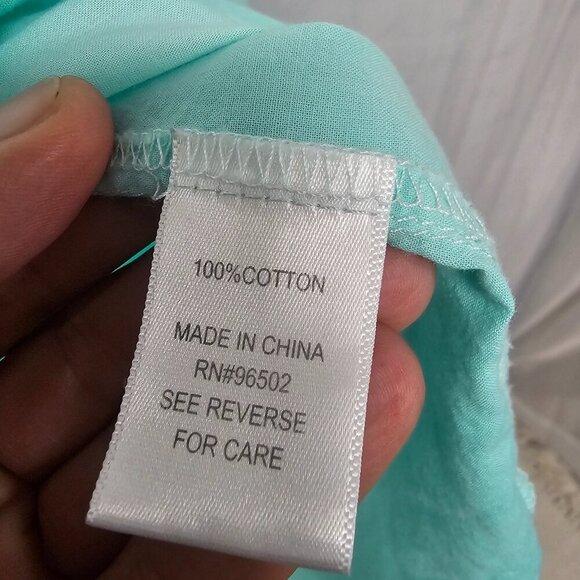 100%COTTON
MADE IN CHINA
RN#96502
SEE REVERSE
FOR CARE